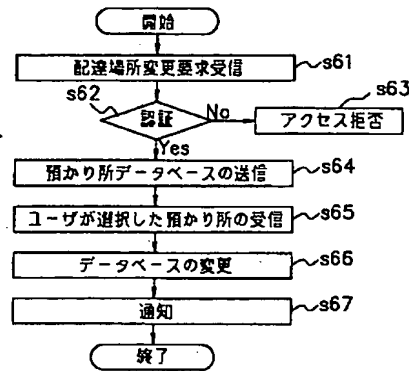 開始
配達場所変更要求受信
s61
s62
認証
No
s63
アクセス拒否
Yes
預かり所データベースの送信
s64
ユーザが選択した預かり所の受信
s65
データベースの変更
s66
通知
s67
終了